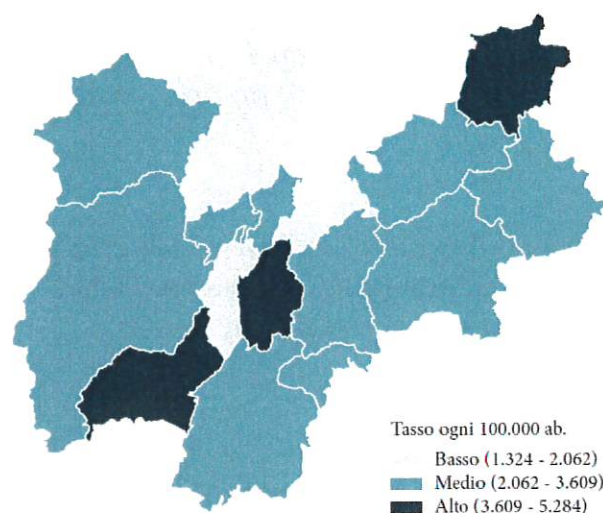 Tasso ogni 100.000 ab.
Basso (1.324 - 2.062)
Medio (2.062 - 3.609)
Alto (3.609 - 5.284)